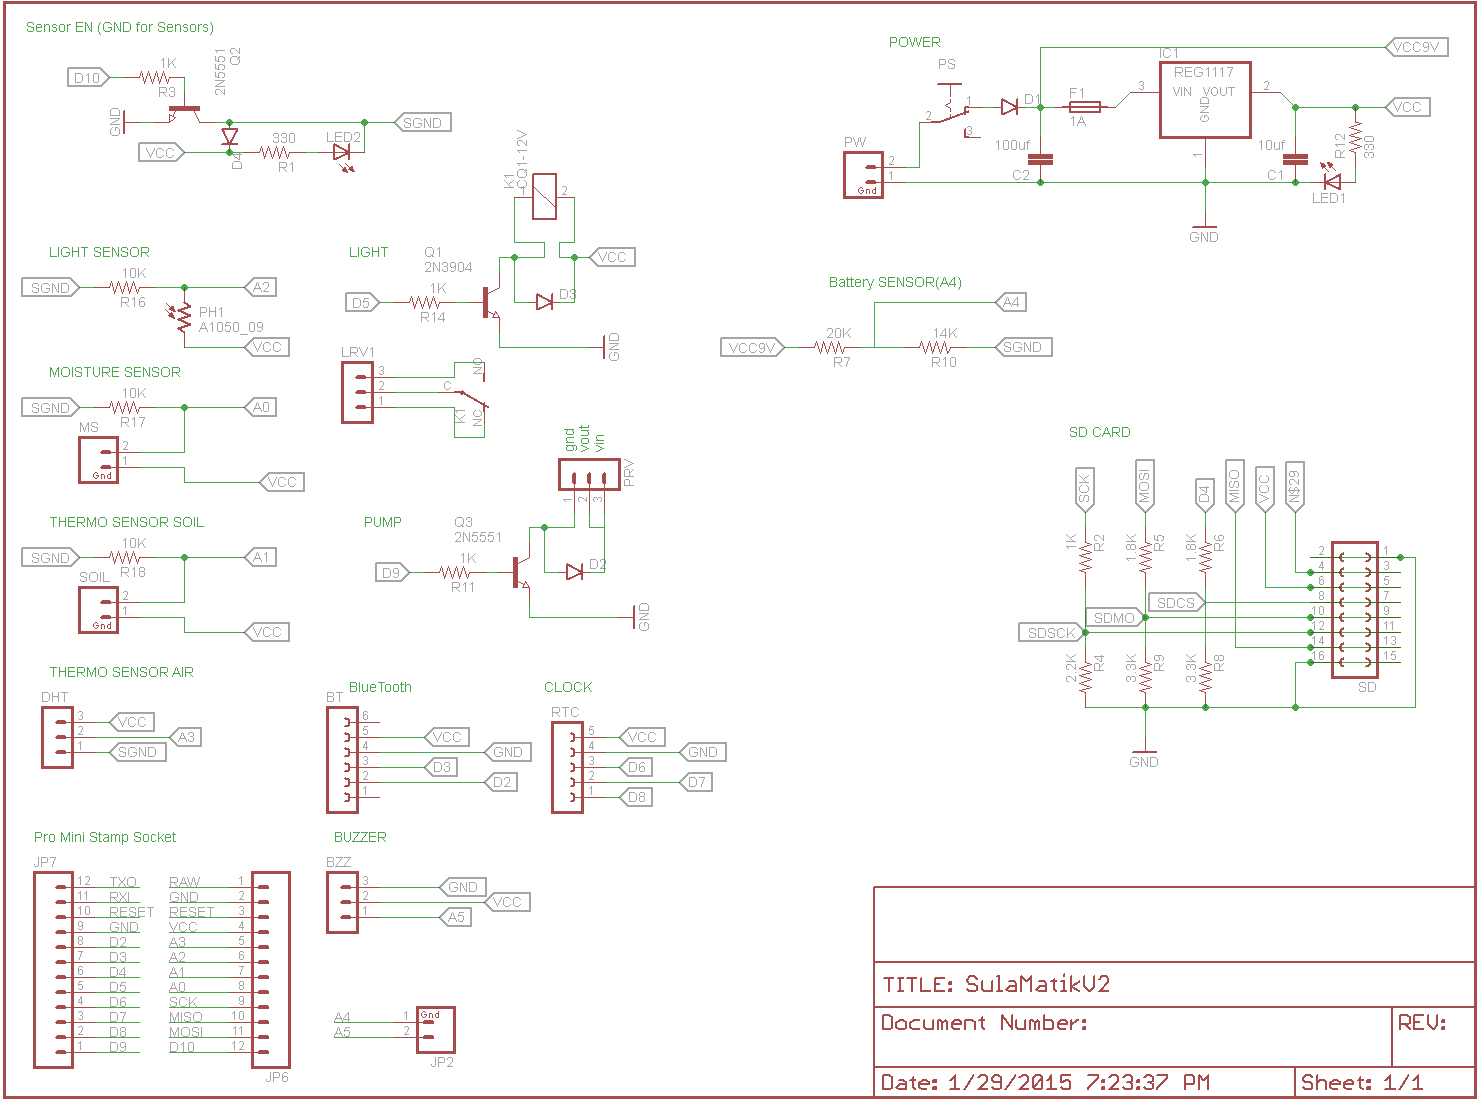 Sensor EN (GND for Sensors)
D10
1K
R3
2N5551
Q2
GND
SGND
VCC
D4
330
R1
LED2
POWER
PS
2
1
3
D1
F1
1A
IC1
REG1117
VIN VOUT
GND
3
2
1
VCC9V
VCC
PW
2
1
Gnd
100uf
C2
10uf
C1
R12
330
LED1
GND
LIGHT SENSOR
SGND
10K
R16
A2
PH1
A1050_09
VCC
LIGHT
K1
CQ1-12V
2
Q1
2N3904
D5
1K
R14
D3
VCC
GND
LRV1
3
2
1
NO
C
K1
NC
Battery SENSOR(A4)
A4
VCC9V
20K
R7
14K
R10
SGND
MOISTURE SENSOR
SGND
10K
R17
A0
MS
2
1
Gnd
VCC
THERMO SENSOR SOIL
SGND
10K
R18
A1
SOIL
2
1
Gnd
VCC
PUMP
gnd
vout
vin
PRV
1
2
3
Q3
2N5551
D9
1K
R11
D2
GND
SD CARD
SCK
MOSI
D4
MISO
VCC
N$29
1K
R2
1.8K
R5
1.8K
R6
SDCS
SDMO
SDSCK
2.2K
R4
3.3K
R9
3.3K
R8
2 1
4 3
6 5
8 7
10 9
12 11
14 13
16 15
SD
GND
THERMO SENSOR AIR
DHT
3 VCC
2 A3
1 SGND
BlueTooth
BT
6
5 VCC
4 GND
3 D3
2 D2
1
CLOCK
RTC
5 VCC
4 GND
3 D6
2 D7
1 D8
Pro Mini Stamp Socket
JP7
12 TXO RAW 1
11 RXI GND 2
10 RESET RESET 3
9 GND VCC 4
8 D2 A3 5
7 D3 A2 6
6 D4 A1 7
5 D5 A0 8
4 D6 SCK 9
3 D7 MISO 10
2 D8 MOSI 11
1 D9 D10 12
JP6
BUZZER
BZZ
3 GND
2 VCC
1 A5
A4 1 Gnd
A5 2
JP2
TITLE: SulaMatikV2
Document Number:
REV:
Date: 1/29/2015 7:23:37 PM
Sheet: 1/1